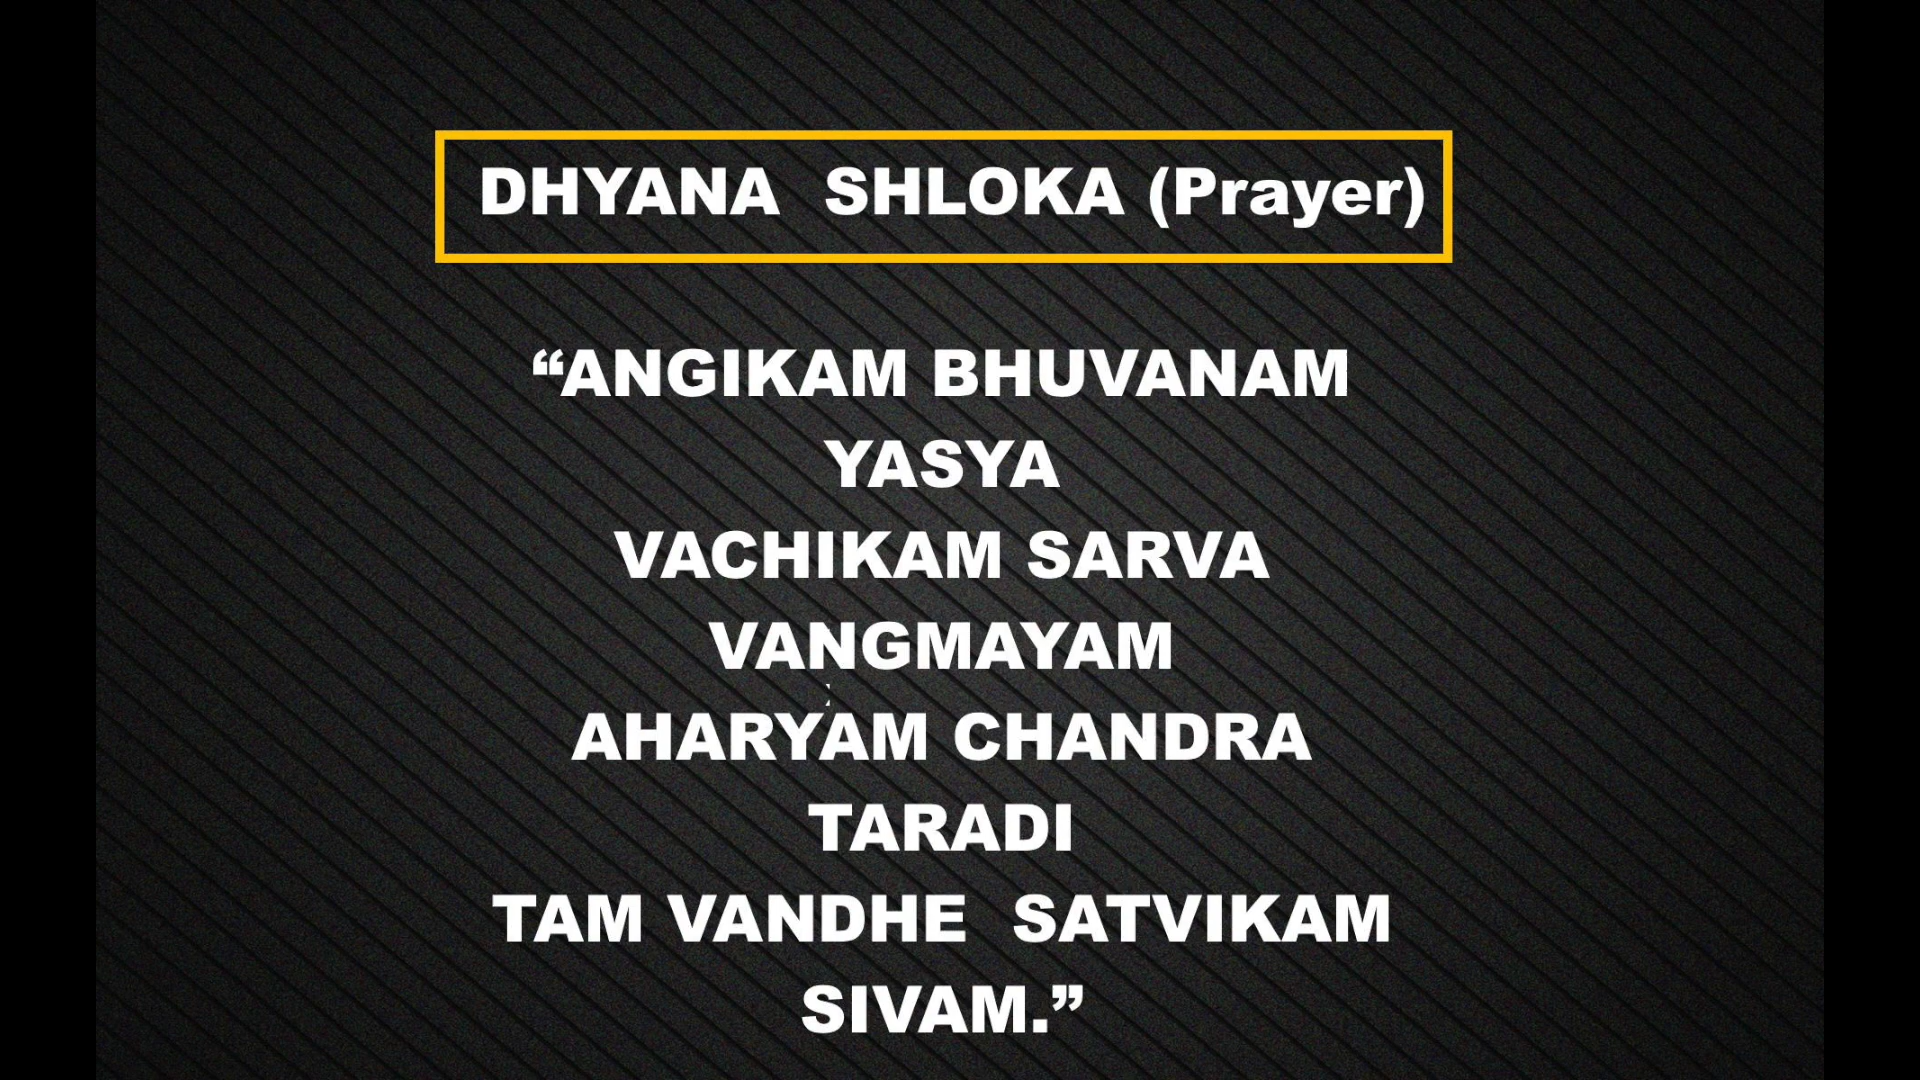 DHYANA  SHLOKA (Prayer)
“ANGIKAM BHUVANAM
YASYA
VACHIKAM SARVA
VANGMAYAM
AHARYAM CHANDRA
TARADI
TAM VANDHE  SATVIKAM
SIVAM.”